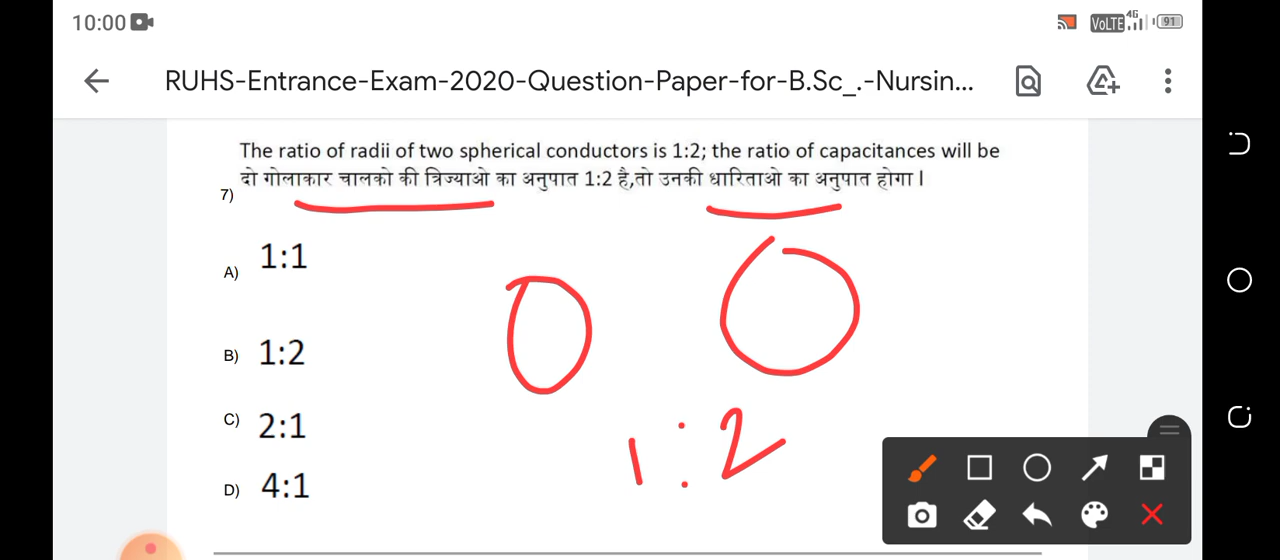 10:00
VoLTE 4G 91
RUHS-Entrance-Exam-2020-Question-Paper-for-B.Sc_.-Nursin...
The ratio of radii of two spherical conductors is 1:2; the ratio of capacitances will be
7) दो गोलाकार चालको की त्रिज्याओ का अनुपात 1:2 है,तो उनकी धारिताओ का अनुपात होगा ।
A) 1:1
B) 1:2
C) 2:1
D) 4:1
1:2